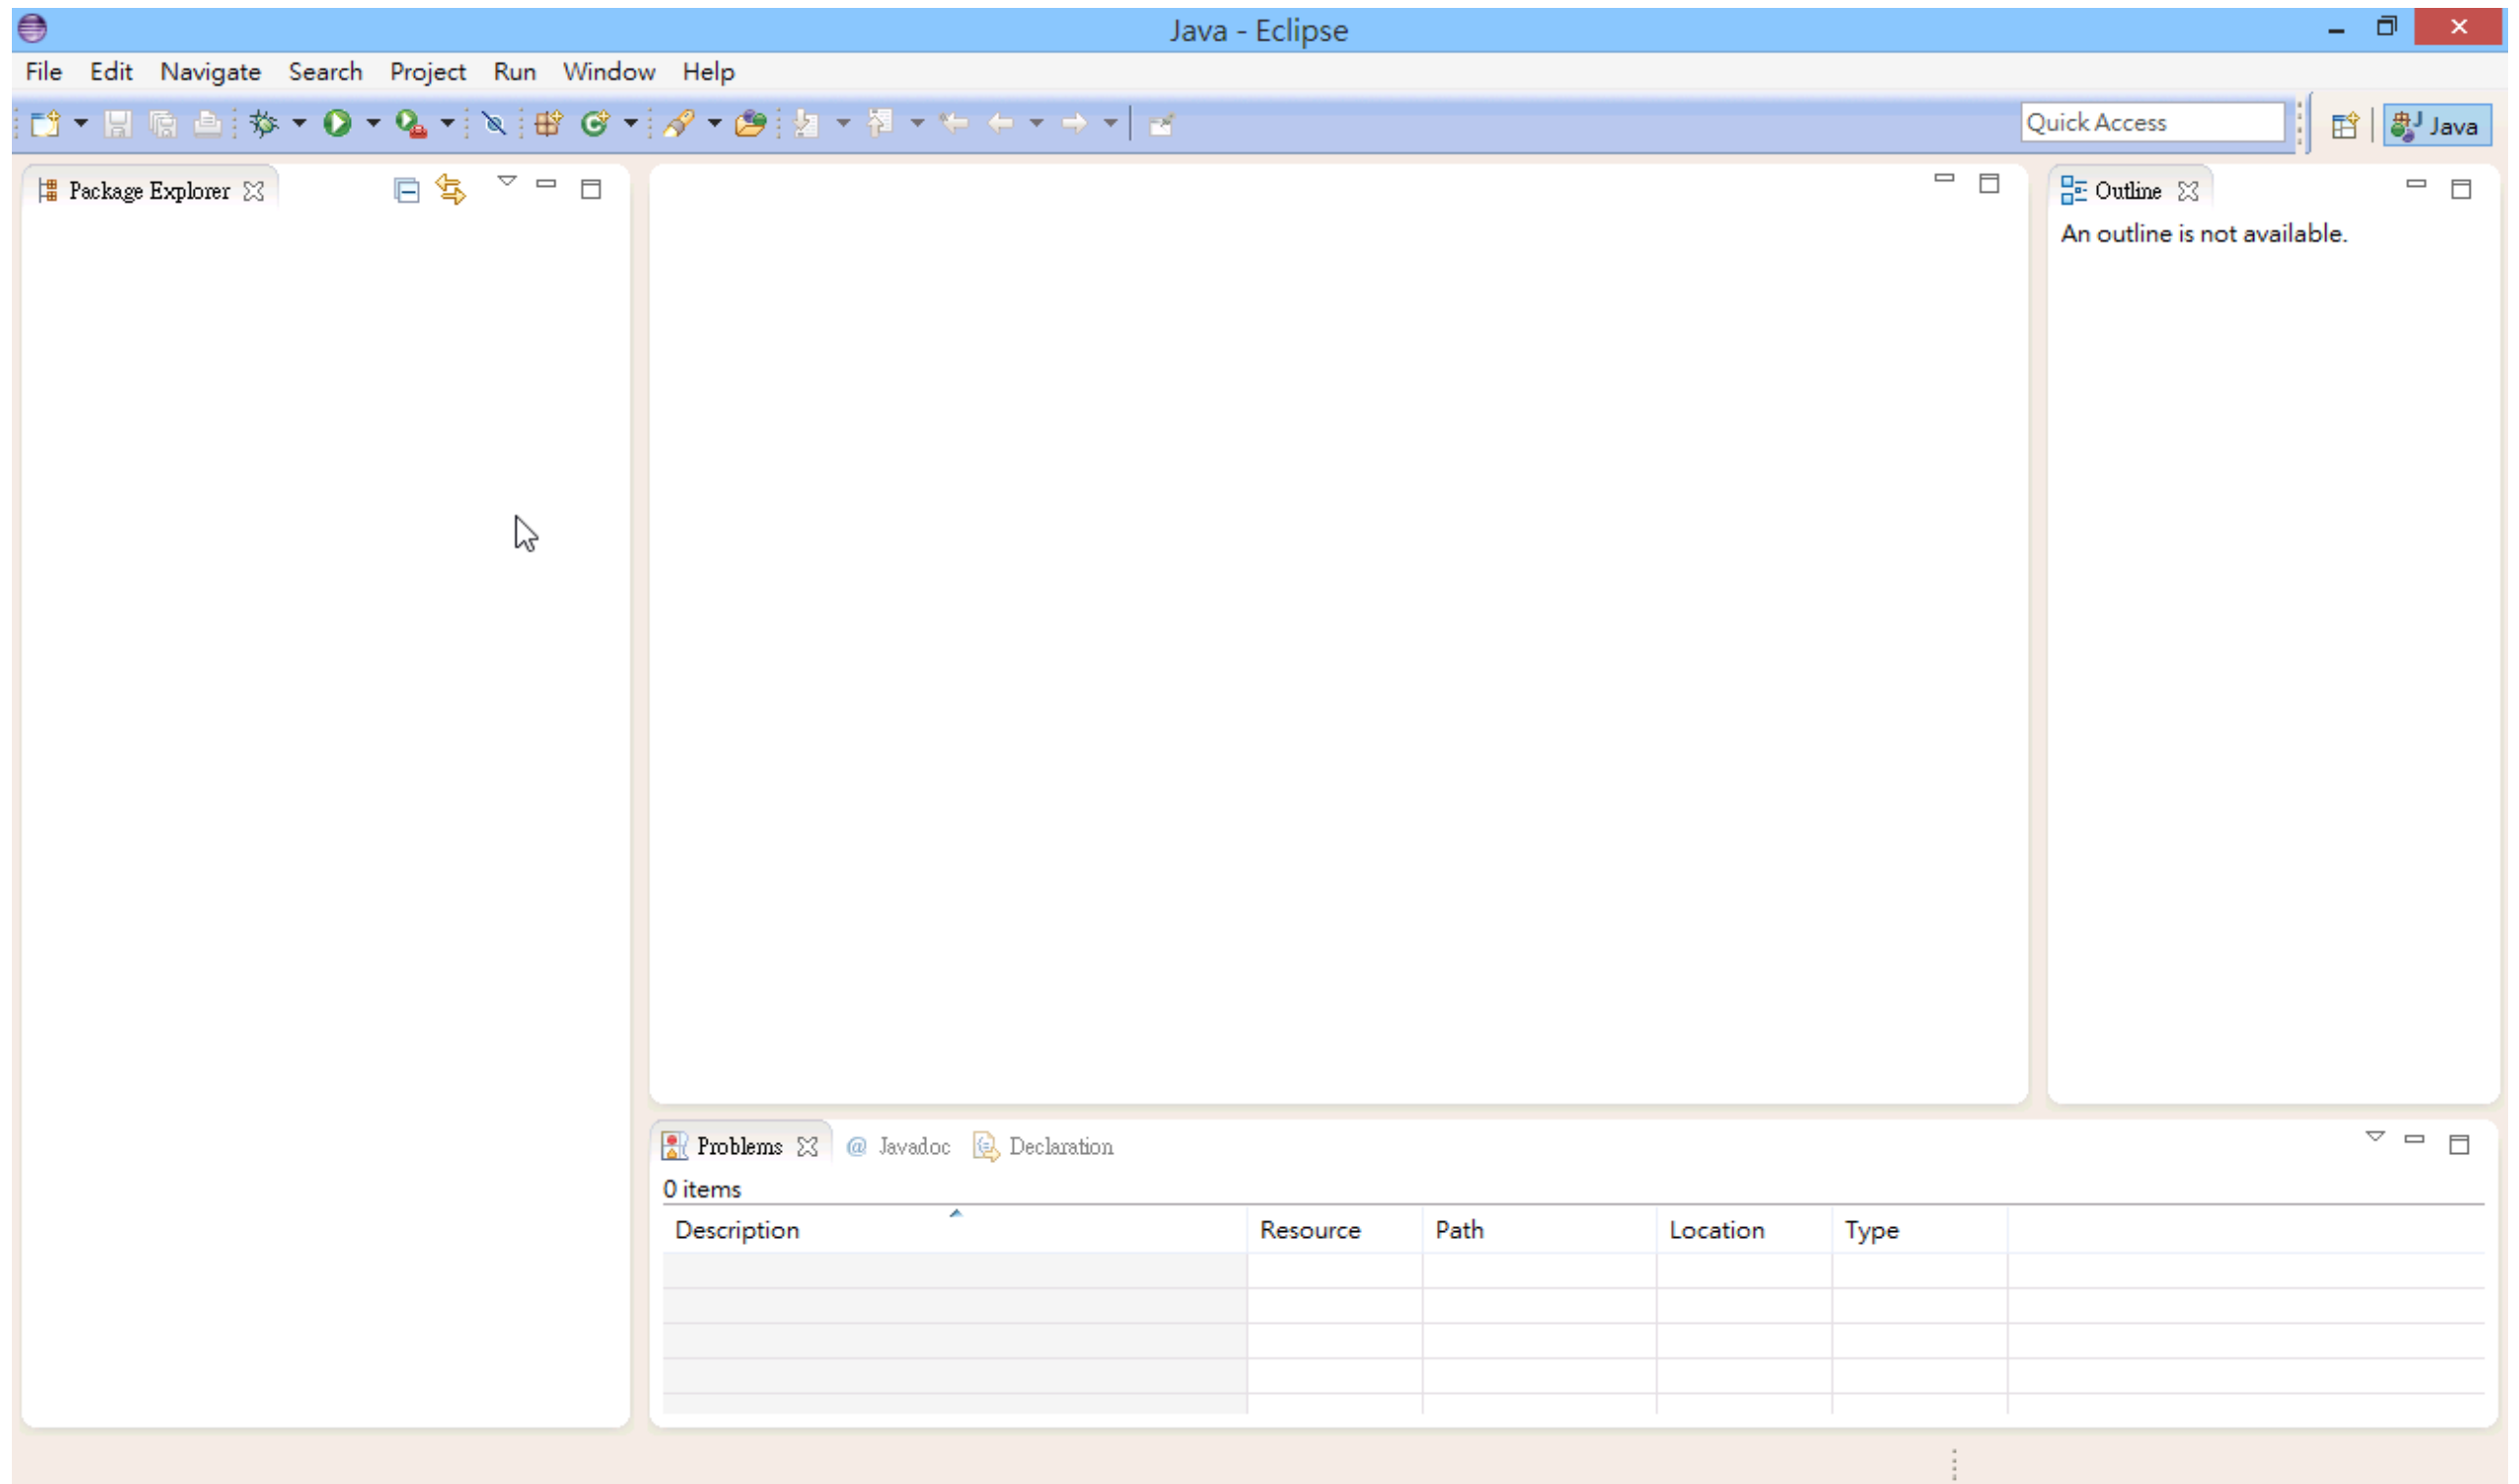 Java - Eclipse
File Edit Navigate Search Project Run Window Help
Quick Access
Java
Package Explorer
Outline
An outline is not available.
Problems @ Javadoc Declaration
0 items
Description Resource Path Location Type